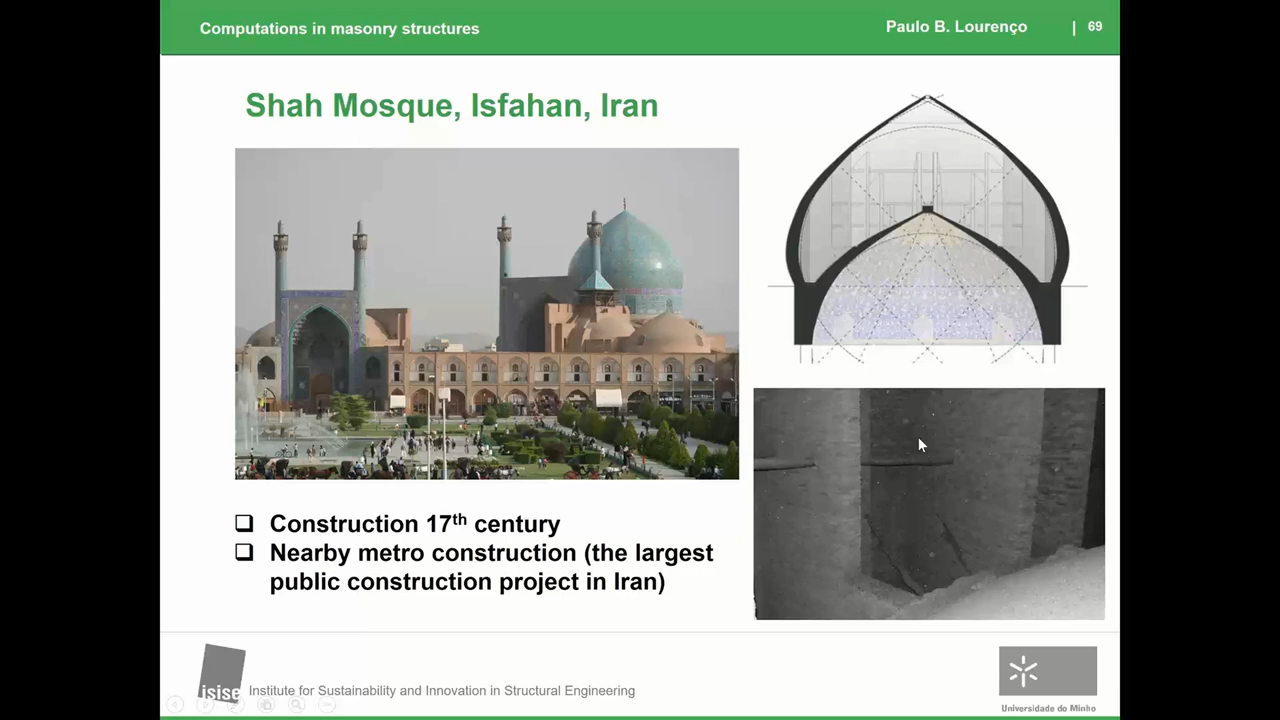 Computations in masonry structures
Paulo B. Lourenço
| 69
Shah Mosque, Isfahan, Iran
❑ Construction 17th century
❑ Nearby metro construction (the largest
public construction project in Iran)
isise
Institute for Sustainability and Innovation in Structural Engineering
Universidade do Minho